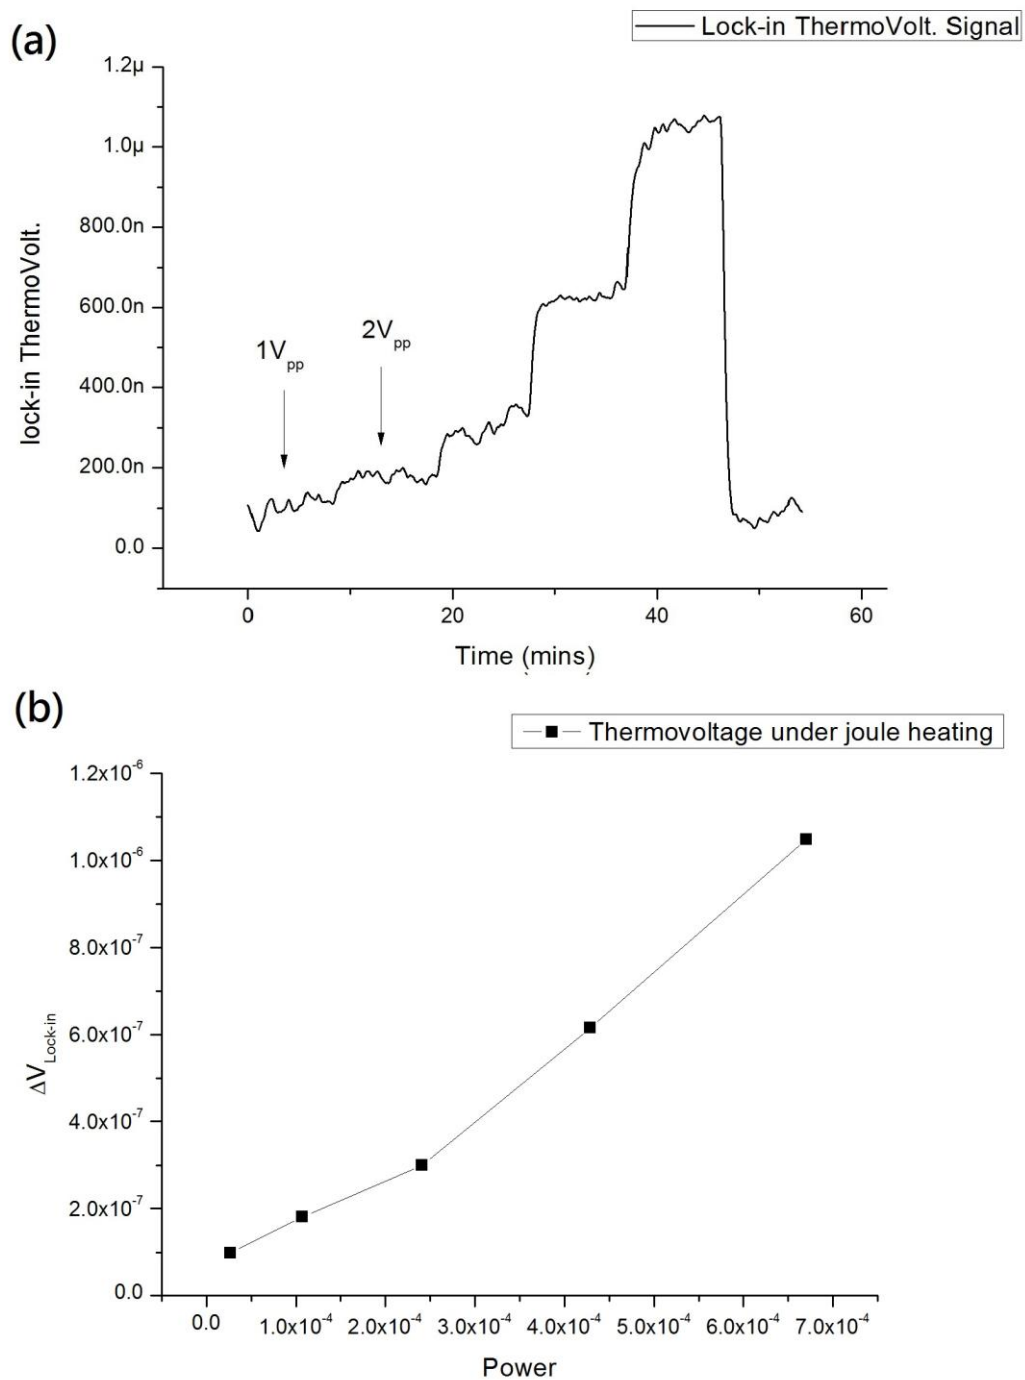 (a)
Lock-in ThermoVolt. Signal
1.2µ
1.0µ
800.0n
600.0n
400.0n
200.0n
0.0
lock-in ThermoVolt.
1Vpp
2Vpp
0 20 40 60
Time (mins)
(b)
Thermovoltage under joule heating
1.2x10⁻⁶
1.0x10⁻⁶
8.0x10⁻⁷
6.0x10⁻⁷
4.0x10⁻⁷
2.0x10⁻⁷
0.0
ΔVLock-in
0.0 1.0x10⁻⁴ 2.0x10⁻⁴ 3.0x10⁻⁴ 4.0x10⁻⁴ 5.0x10⁻⁴ 6.0x10⁻⁴ 7.0x10⁻⁴
Power